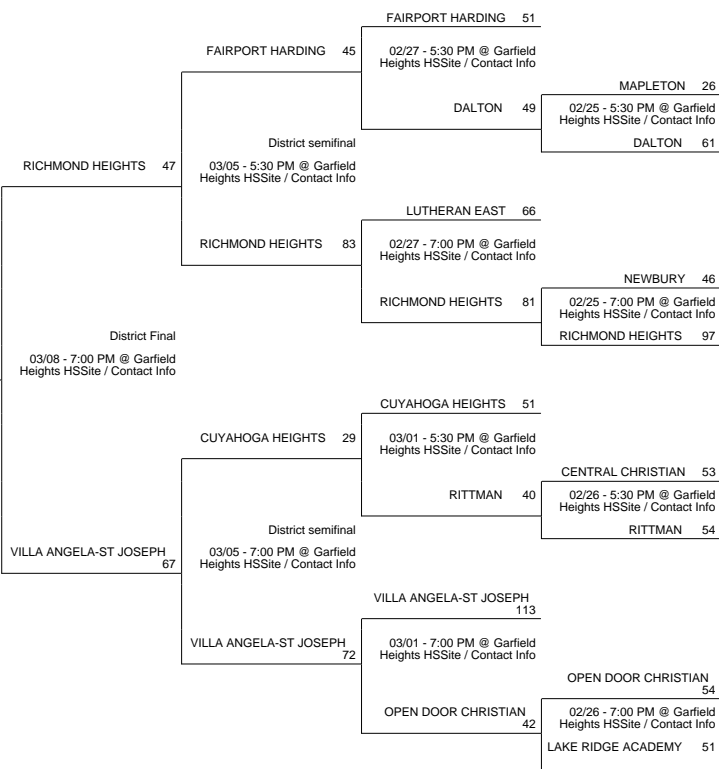 FAIRPORT HARDING 51
FAIRPORT HARDING 45
02/27 - 5:30 PM @ Garfield
Heights HSSite / Contact Info
MAPLETON 26
DALTON 49
02/25 - 5:30 PM @ Garfield
Heights HSSite / Contact Info
DALTON 61
District semifinal
03/05 - 5:30 PM @ Garfield
Heights HSSite / Contact Info
RICHMOND HEIGHTS 47
LUTHERAN EAST 66
RICHMOND HEIGHTS 83
02/27 - 7:00 PM @ Garfield
Heights HSSite / Contact Info
NEWBURY 46
RICHMOND HEIGHTS 81
02/25 - 7:00 PM @ Garfield
Heights HSSite / Contact Info
RICHMOND HEIGHTS 97
District Final
03/08 - 7:00 PM @ Garfield
Heights HSSite / Contact Info
CUYAHOGA HEIGHTS 51
CUYAHOGA HEIGHTS 29
03/01 - 5:30 PM @ Garfield
Heights HSSite / Contact Info
CENTRAL CHRISTIAN 53
RITTMAN 40
02/26 - 5:30 PM @ Garfield
Heights HSSite / Contact Info
RITTMAN 54
District semifinal
03/05 - 7:00 PM @ Garfield
Heights HSSite / Contact Info
VILLA ANGELA-ST JOSEPH
67
VILLA ANGELA-ST JOSEPH
113
VILLA ANGELA-ST JOSEPH
72
03/01 - 7:00 PM @ Garfield
Heights HSSite / Contact Info
OPEN DOOR CHRISTIAN
54
OPEN DOOR CHRISTIAN
42
02/26 - 7:00 PM @ Garfield
Heights HSSite / Contact Info
LAKE RIDGE ACADEMY 51